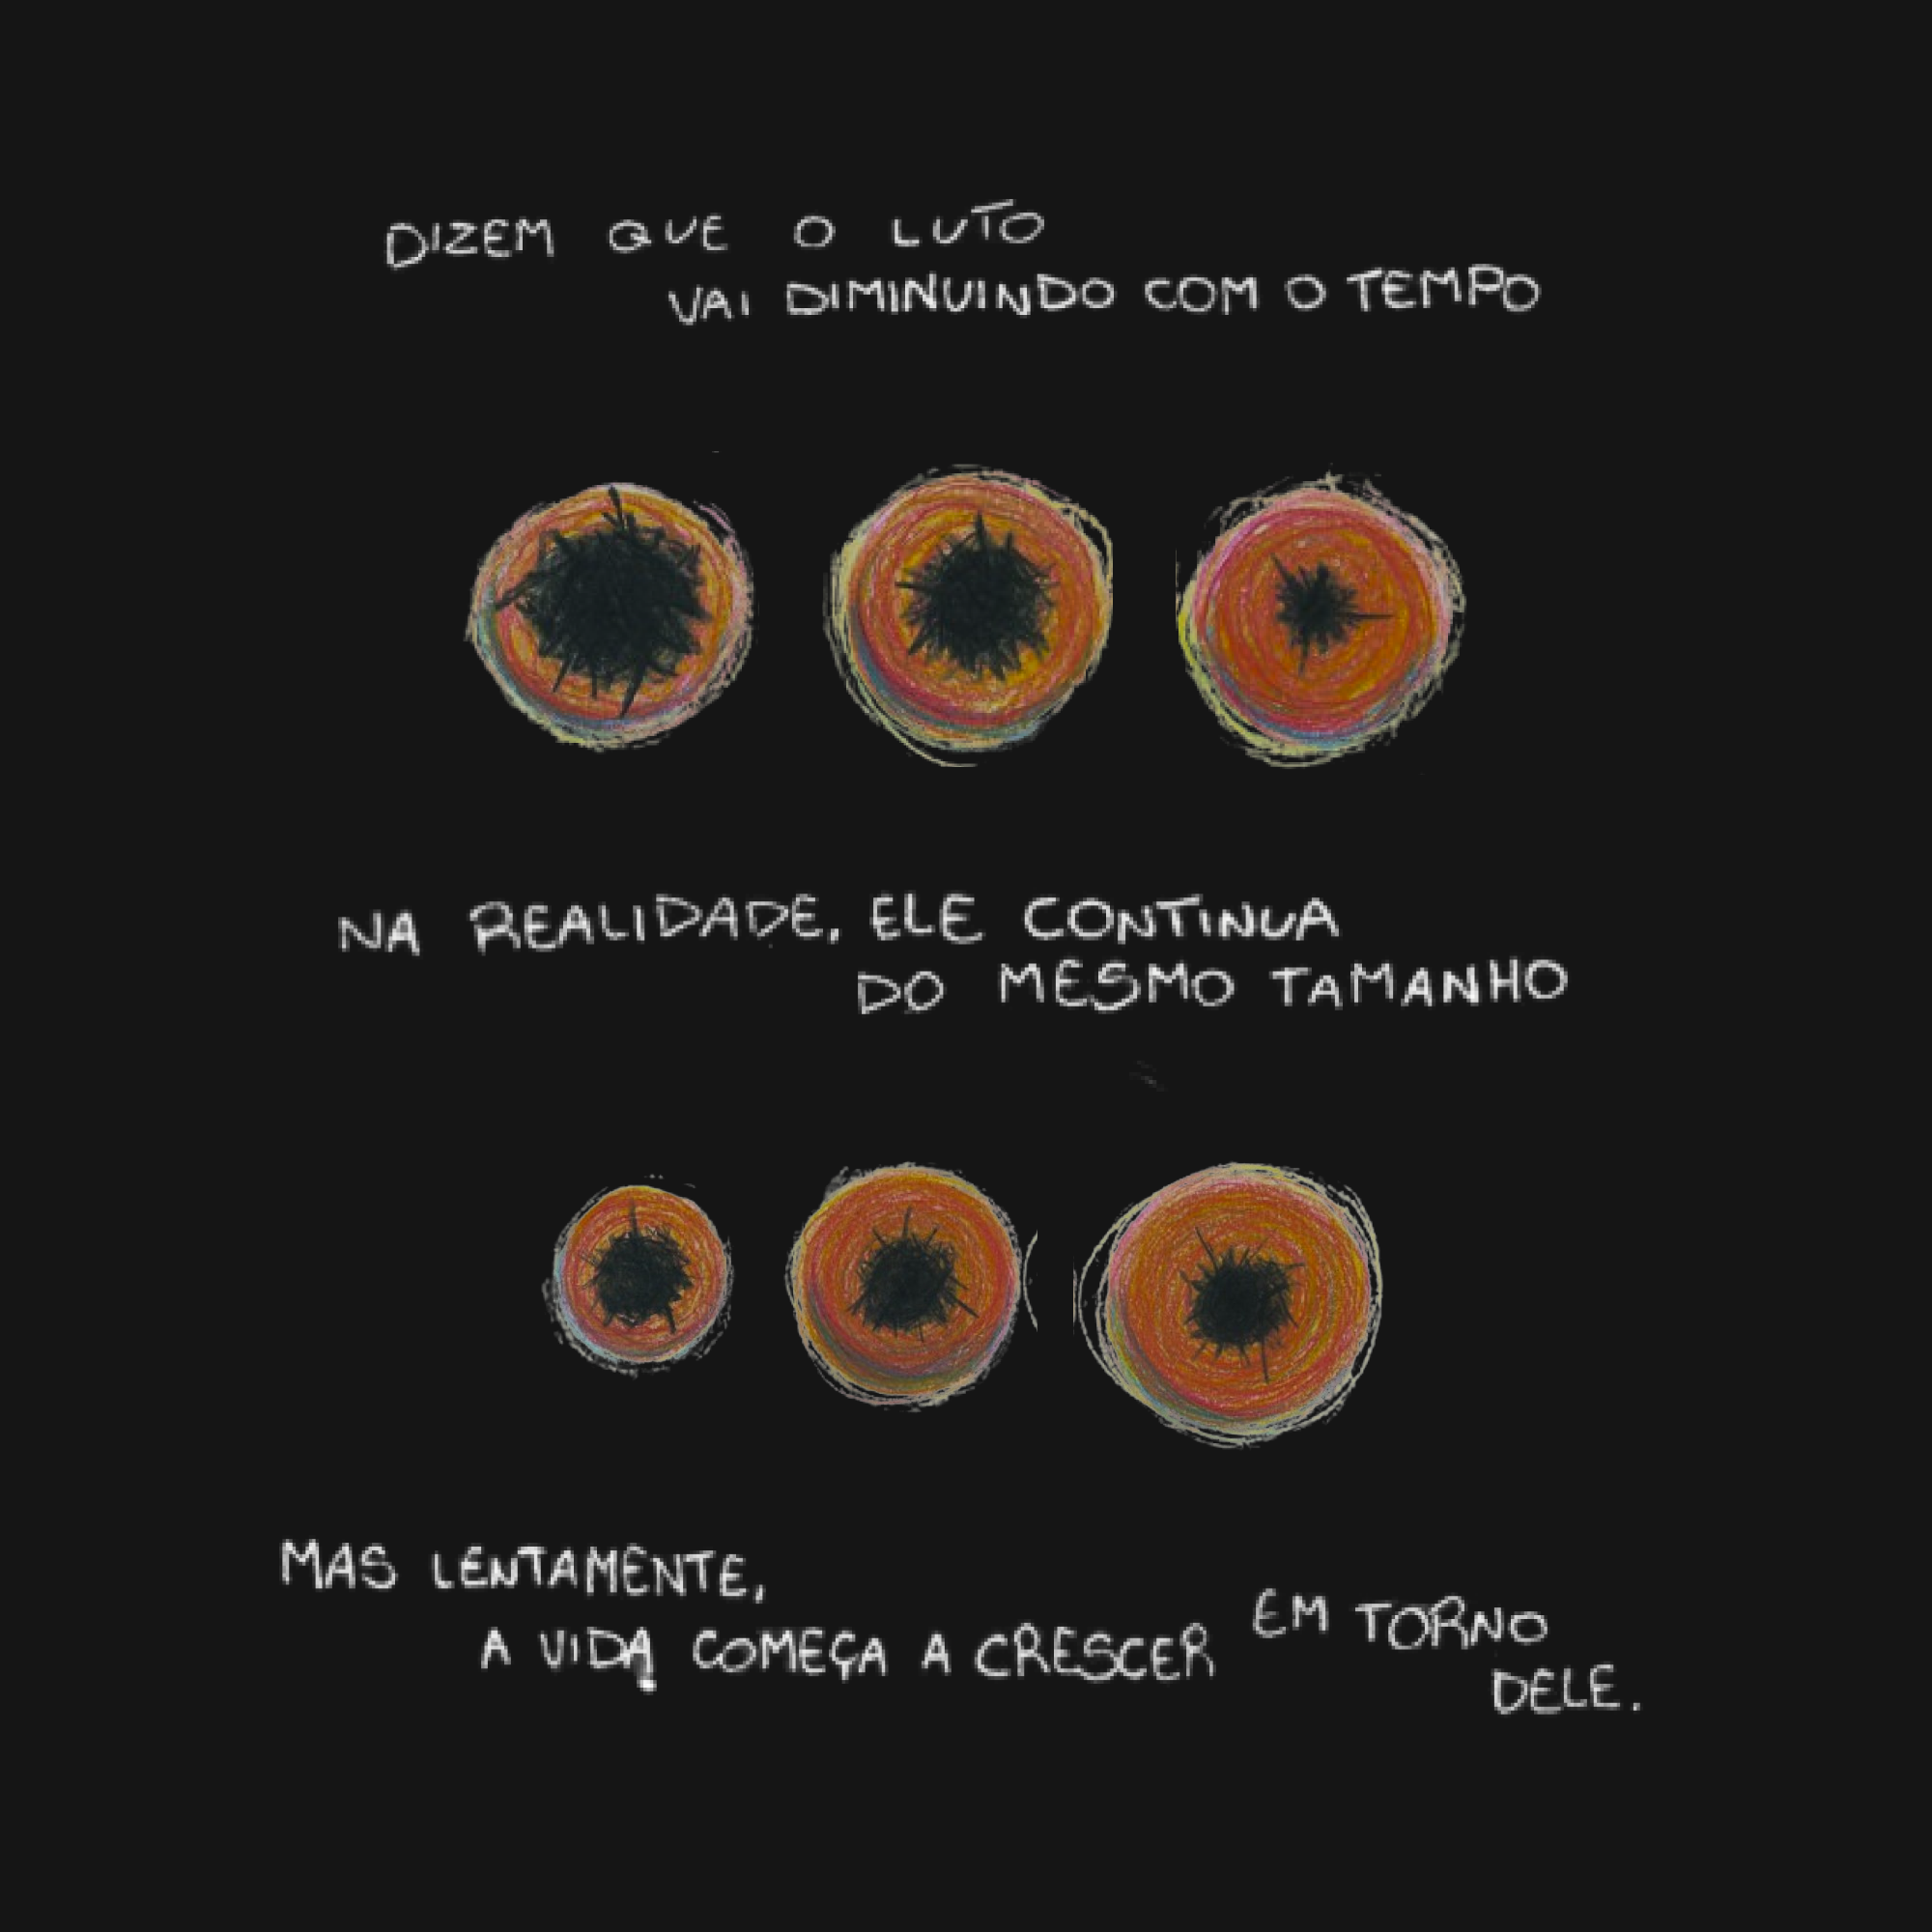 DIZEM QUE O LUTO
VAI DIMINUINDO COM O TEMPO
NA REALIDADE, ELE CONTINUA
DO MESMO TAMANHO
MAS LENTAMENTE,
A VIDA COMEÇA A CRESCER EM TORNO
DELE.